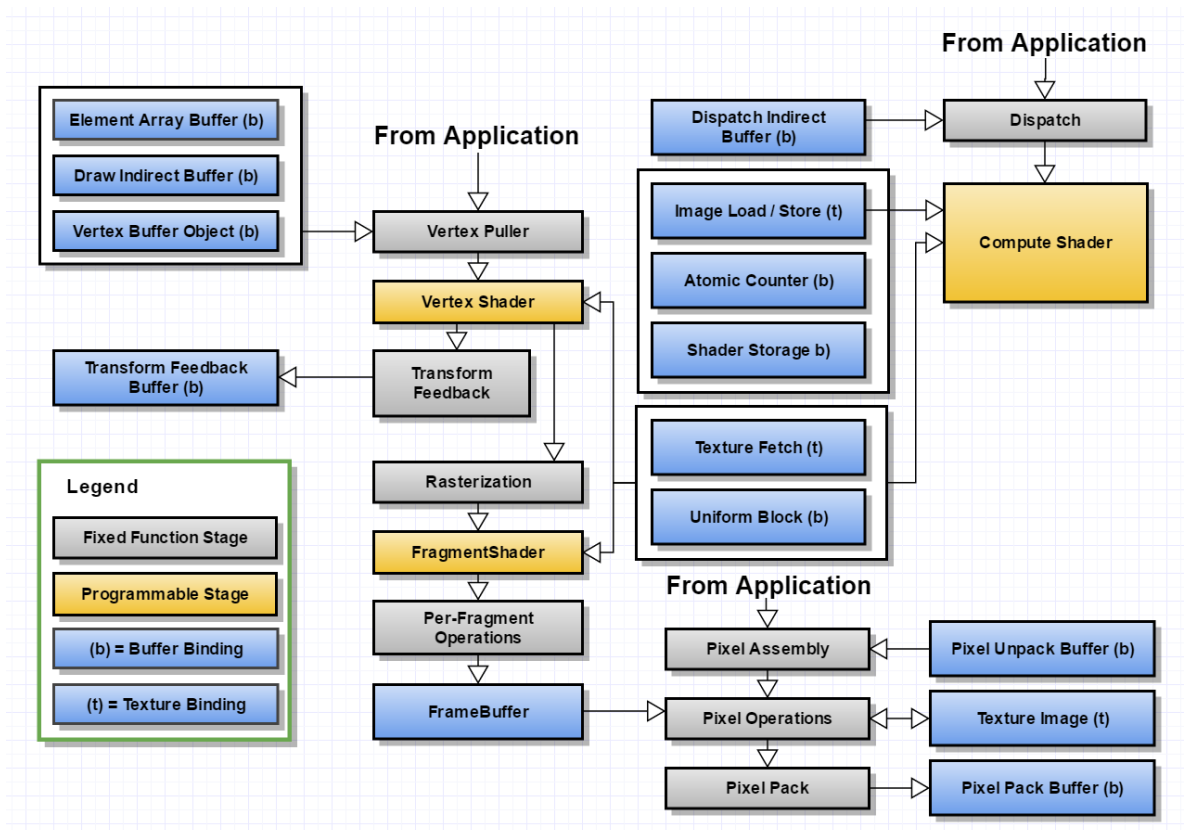 From Application
Element Array Buffer (b)
Draw Indirect Buffer (b)
Vertex Buffer Object (b)
From Application
Vertex Puller
Vertex Shader
Transform Feedback
Buffer (b)
Transform
Feedback
Rasterization
FragmentShader
Per-Fragment
Operations
FrameBuffer
Legend
Fixed Function Stage
Programmable Stage
(b) = Buffer Binding
(t) = Texture Binding
Dispatch Indirect
Buffer (b)
Dispatch
Image Load / Store (t)
Atomic Counter (b)
Shader Storage b)
Compute Shader
Texture Fetch (t)
Uniform Block (b)
From Application
Pixel Assembly
Pixel Unpack Buffer (b)
Pixel Operations
Texture Image (t)
Pixel Pack
Pixel Pack Buffer (b)